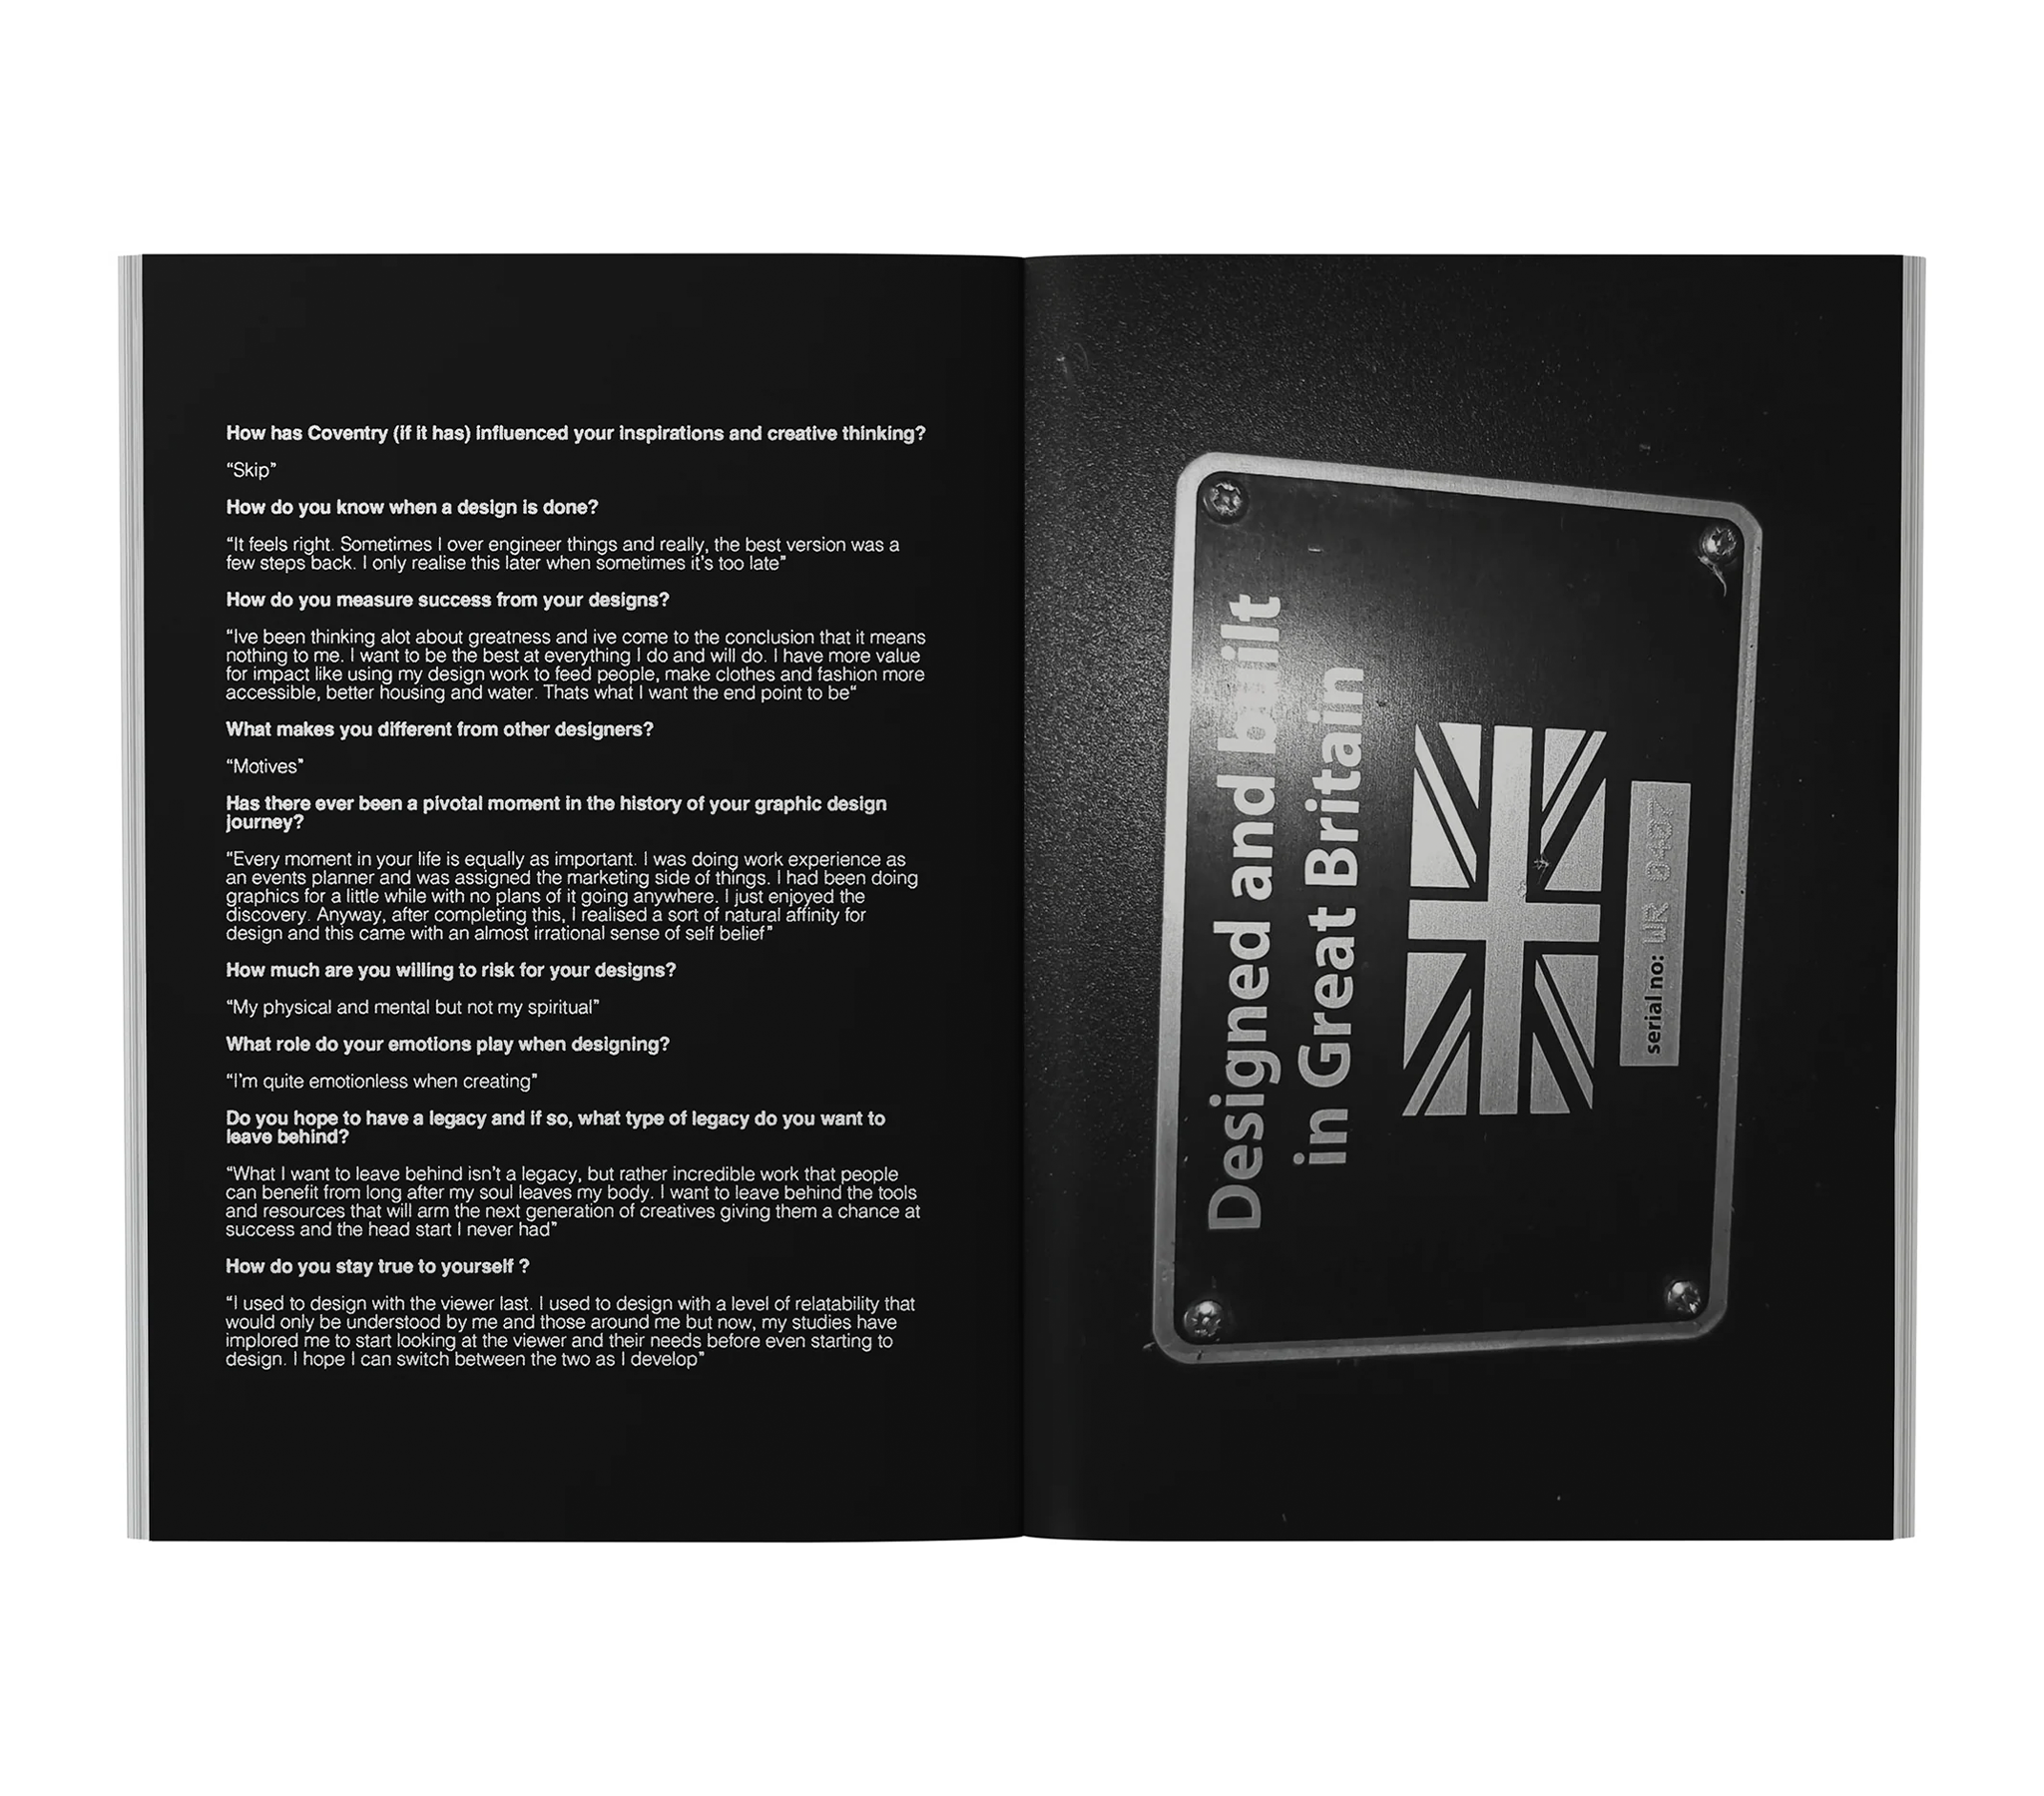 How has Coventry (if it has) influenced your inspirations and creative thinking?
“Skip”
How do you know when a design is done?
“It feels right. Sometimes I over engineer things and really, the best version was a
few steps back. I only realise this later when sometimes it’s too late”
How do you measure success from your designs?
“Ive been thinking alot about greatness and ive come to the conclusion that it means
nothing to me. I want to be the best at everything I do and will do. I have more value
for impact like using my design work to feed people, make clothes and fashion more
accessible, better housing and water. Thats what I want the end point to be“
What makes you different from other designers?
“Motives”
Has there ever been a pivotal moment in the history of your graphic design
journey?
“Every moment in your life is equally as important. I was doing work experience as
an events planner and was assigned the marketing side of things. I had been doing
graphics for a little while with no plans of it going anywhere. I just enjoyed the
discovery. Anyway, after completing this, I realised a sort of natural affinity for
design and this came with an almost irrational sense of self belief”
How much are you willing to risk for your designs?
“My physical and mental but not my spiritual”
What role do your emotions play when designing?
“I’m quite emotionless when creating”
Do you hope to have a legacy and if so, what type of legacy do you want to
leave behind?
“What I want to leave behind isn’t a legacy, but rather incredible work that people
can benefit from long after my soul leaves my body. I want to leave behind the tools
and resources that will arm the next generation of creatives giving them a chance at
success and the head start I never had”
How do you stay true to yourself ?
“I used to design with the viewer last. I used to design with a level of relatability that
would only be understood by me and those around me but now, my studies have
implored me to start looking at the viewer and their needs before even starting to
design. I hope I can switch between the two as I develop”
Designed and built
in Great Britain
serial no: WR